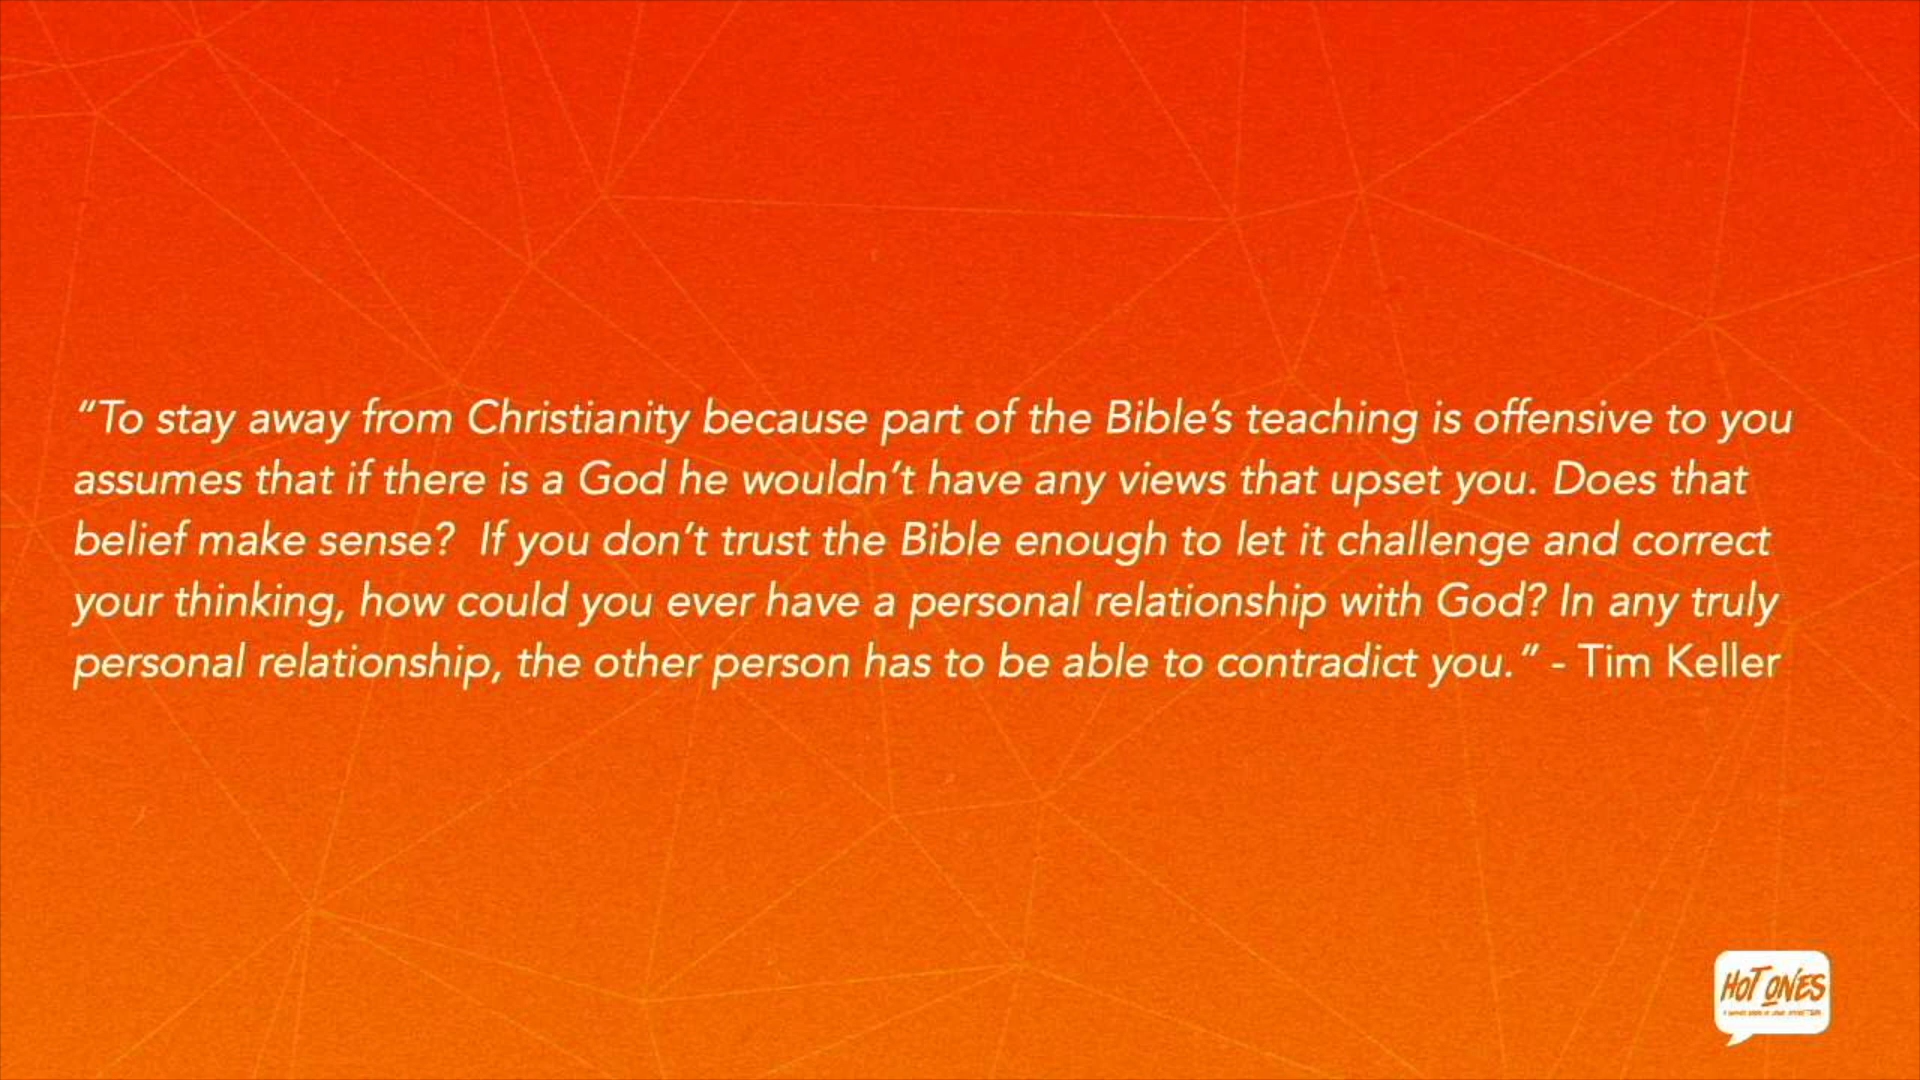 “To stay away from Christianity because part of the Bible’s teaching is offensive to you
assumes that if there is a God he wouldn’t have any views that upset you. Does that
belief make sense?  If you don’t trust the Bible enough to let it challenge and correct
your thinking, how could you ever have a personal relationship with God? In any truly
personal relationship, the other person has to be able to contradict you.” - Tim Keller
HOT ONES